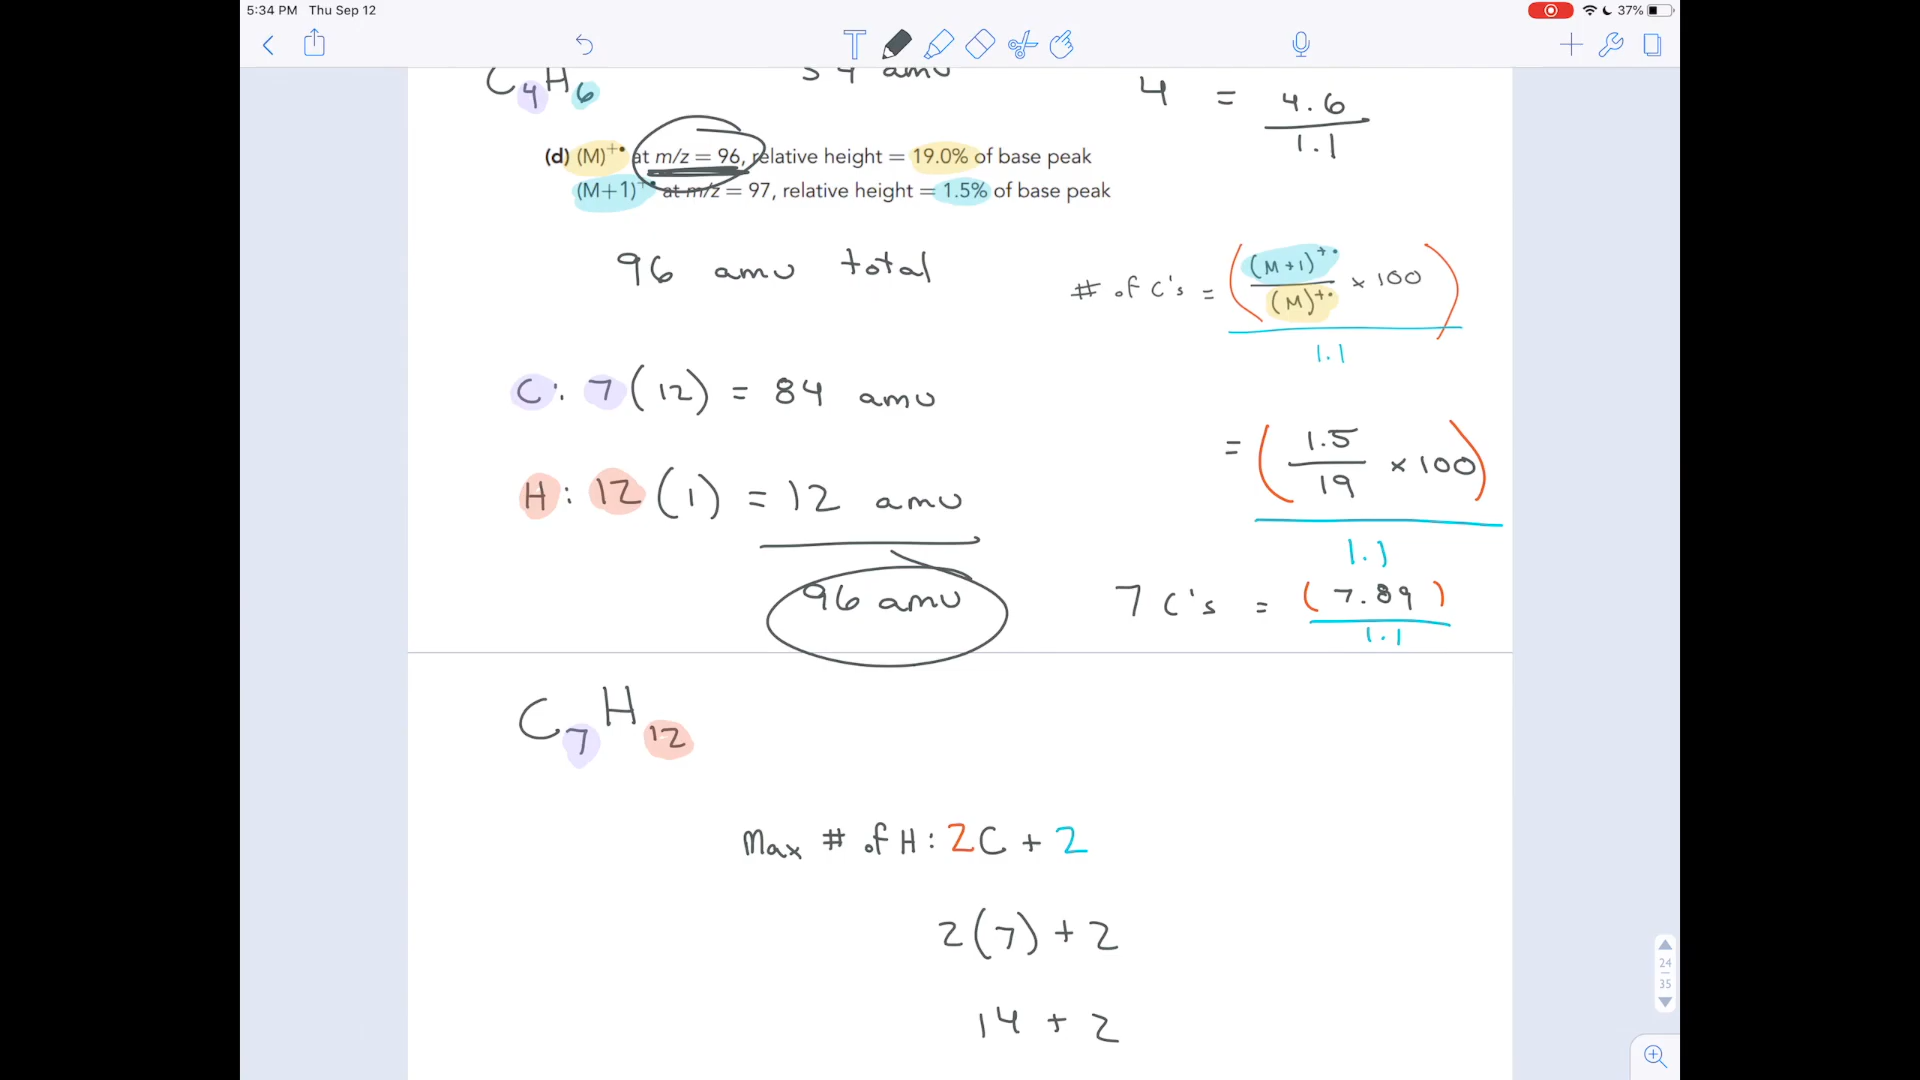 5:34 PM Thu Sep 12
37%
C4H6
54 amu
4 = 4.6 / 1.1
(d) (M)+• at m/z = 96, relative height = 19.0% of base peak
(M+1)+• at m/z = 97, relative height = 1.5% of base peak
96 amu total
# of C's = ((M+1)+• / (M)+• × 100) / 1.1
C: 7(12) = 84 amu
= (1.5 / 19 × 100) / 1.1
H: 12(1) = 12 amu
96 amu
7 C's = (7.89) / 1.1
C7H12
Max # of H: 2C + 2
2(7) + 2
14 + 2
24
35